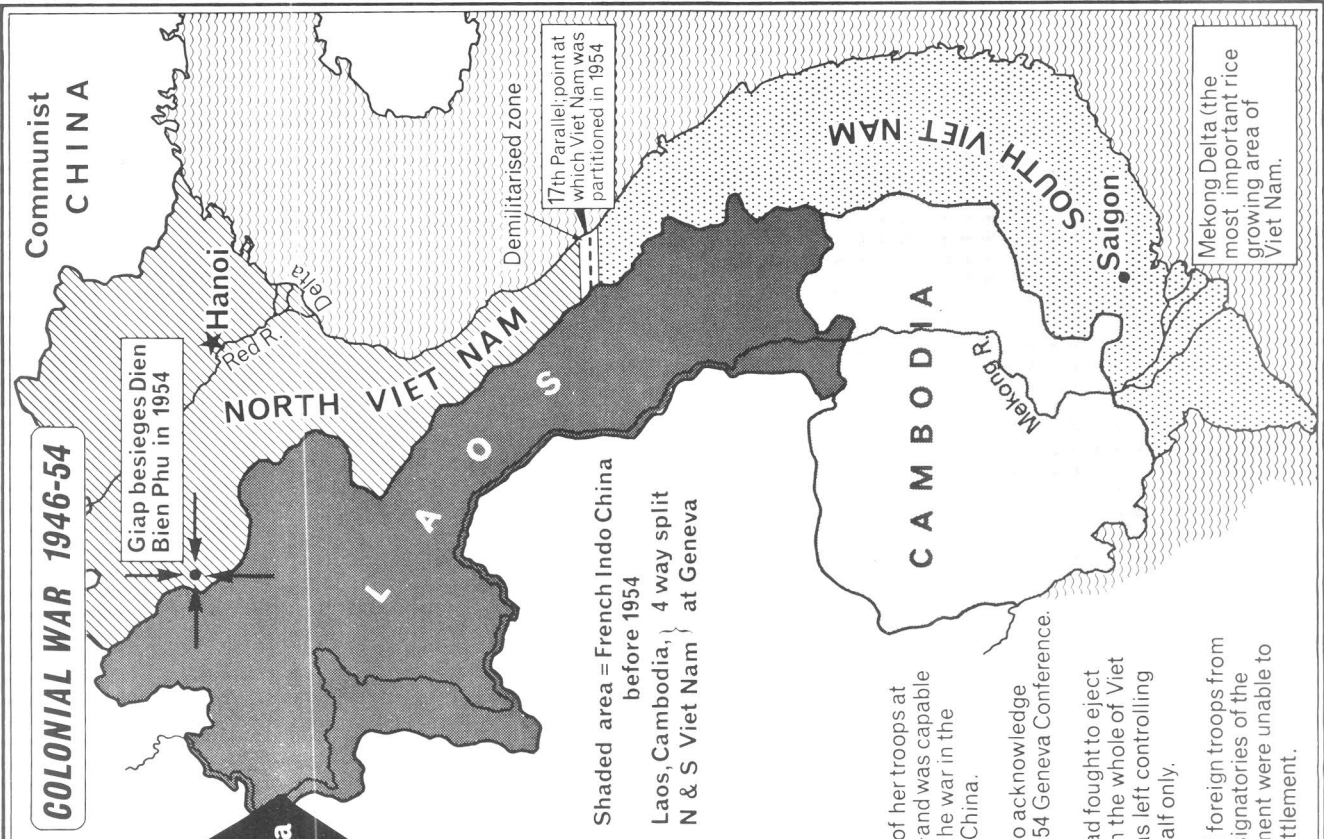 COLONIAL WAR 1946-54
Communist
CHINA
Giap besieges Dien
Bien Phu in 1954
Hanoi
Red R.
Delta
NORTH VIET NAM
Demilitarised zone
17th Parallel; point at
which Viet Nam was
partitioned in 1954
LAOS
SOUTH VIET NAM
Shaded area = French Indo China
before 1954
Laos, Cambodia, } 4 way split
N & S Viet Nam } at Geneva
CAMBODIA
Mekong R.
Saigon
Mekong Delta (the
most important rice
growing area of
Viet Nam.
a
of her troops at
and was capable
he war in the
China.
o acknowledge
54 Geneva Conference.
ad fought to eject
n the whole of Viet
as left controlling
alf only.
foreign troops from
ignatories of the
ent were unable to
ttlement.